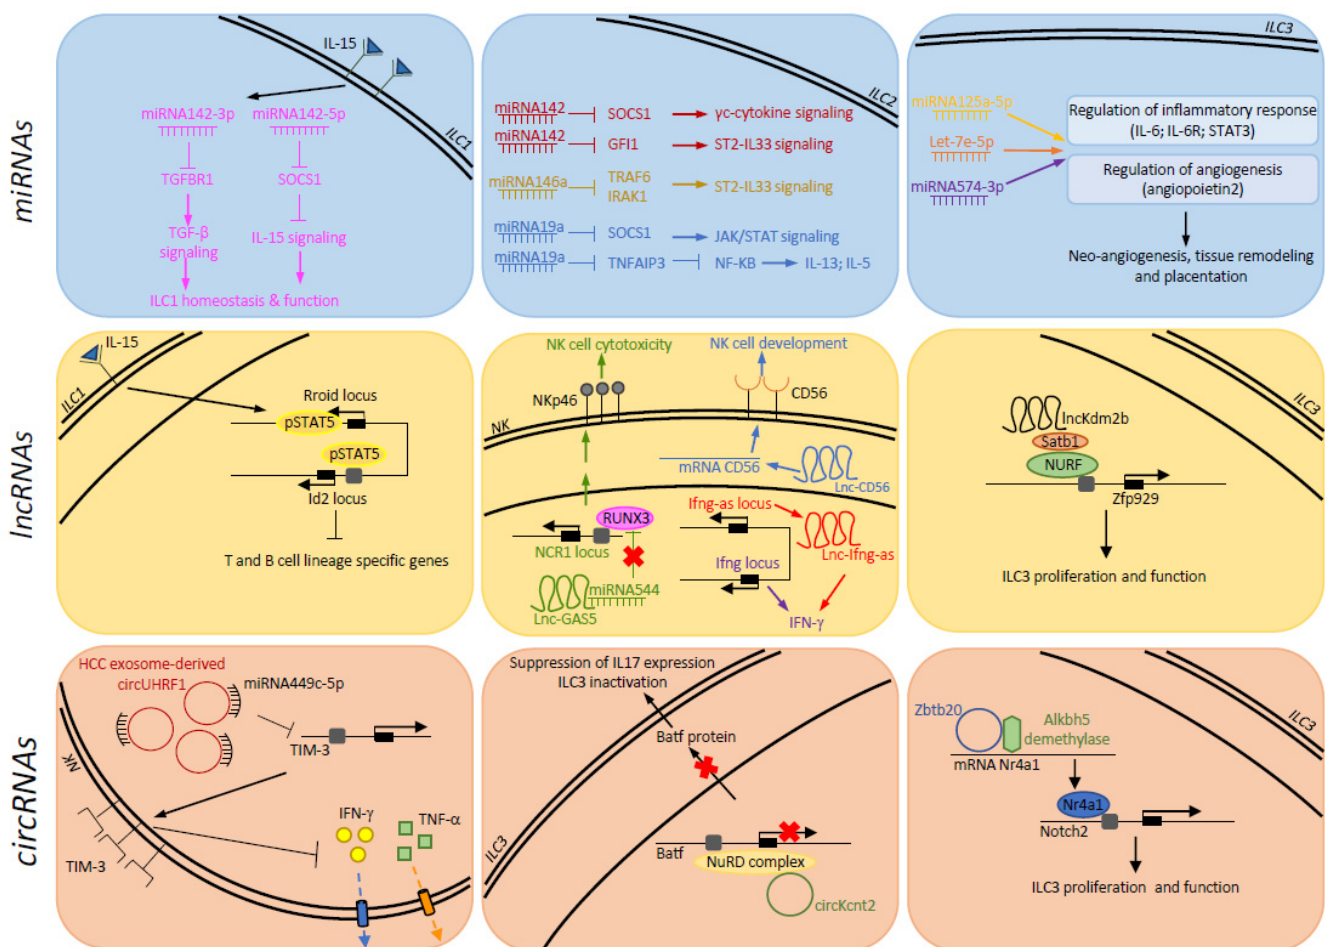 miRNAs
IL-15
ILC1
miRNA142-3p
miRNA142-5p
TGFBR1
SOCS1
TGF-β
signaling
IL-15 signaling
ILC1 homeostasis & function
ILC2
miRNA142
SOCS1
γc-cytokine signaling
miRNA142
GFI1
ST2-IL33 signaling
miRNA146a
TRAF6
IRAK1
ST2-IL33 signaling
miRNA19a
SOCS1
JAK/STAT signaling
miRNA19a
TNFAIP3
NF-KB
IL-13; IL-5
ILC3
miRNA125a-5p
Let-7e-5p
miRNA574-3p
Regulation of inflammatory response
(IL-6; IL-6R; STAT3)
Regulation of angiogenesis
(angiopoietin2)
Neo-angiogenesis, tissue remodeling
and placentation
lncRNAs
IL-15
ILC1
Rroid locus
pSTAT5
pSTAT5
Id2 locus
T and B cell lineage specific genes
NK cell cytotoxicity
NK cell development
NKp46
CD56
NK
mRNA CD56
Lnc-CD56
RUNX3
NCR1 locus
miRNA544
Lnc-GAS5
Ifng-as locus
Lnc-Ifng-as
Ifng locus
IFN-γ
ILC3
lncKdm2b
Satb1
NURF
Zfp929
ILC3 proliferation and function
circRNAs
HCC exosome-derived
circUHRF1
miRNA449c-5p
TIM-3
NK
TIM-3
IFN-γ
TNF-α
Suppression of IL17 expression
ILC3 inactivation
Batf protein
ILC3
Batf
NuRD complex
circKcnt2
ILC3
Zbtb20
Alkbh5
demethylase
mRNA Nr4a1
Nr4a1
Notch2
ILC3 proliferation and function